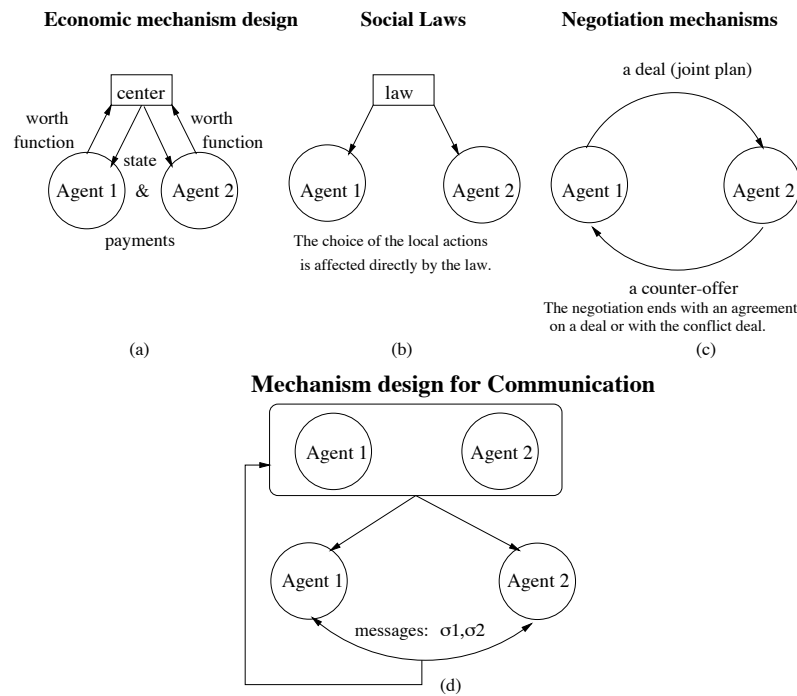 Economic mechanism design
center
worth
function
worth
function
state
Agent 1
&
Agent 2
payments
(a)
Social Laws
law
Agent 1
Agent 2
The choice of the local actions
is affected directly by the law.
(b)
Negotiation mechanisms
a deal (joint plan)
Agent 1
Agent 2
a counter-offer
The negotiation ends with an agreement
on a deal or with the conflict deal.
(c)
Mechanism design for Communication
Agent 1
Agent 2
Agent 1
Agent 2
messages: σ1,σ2
(d)